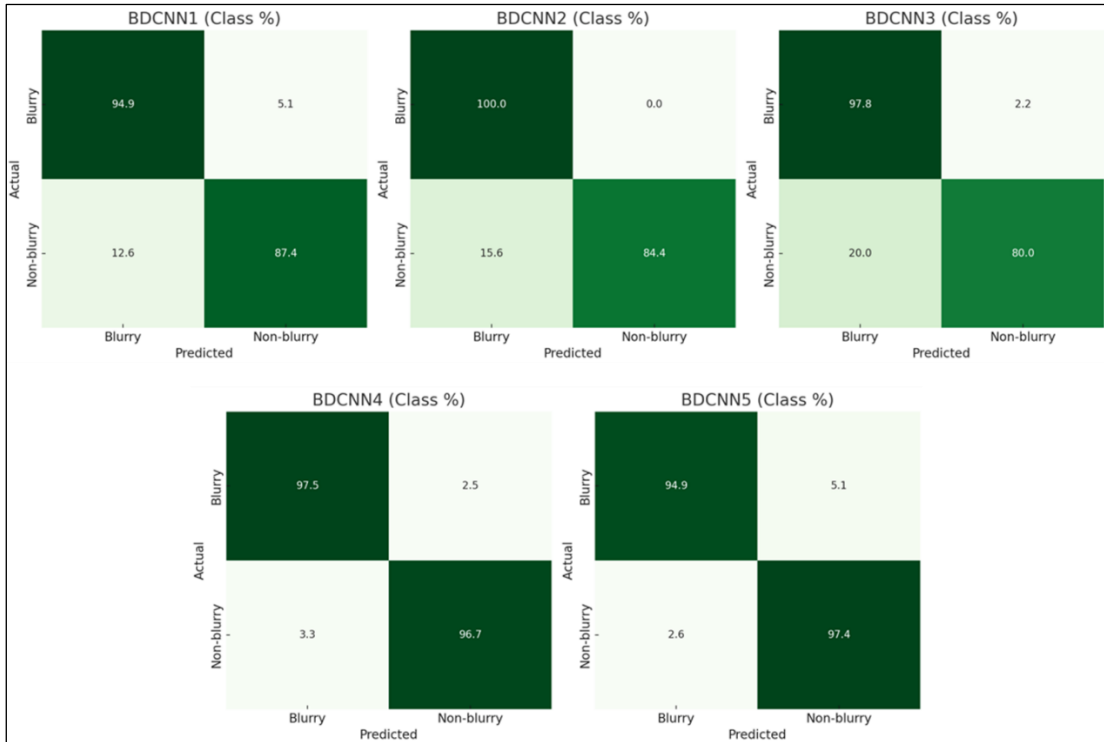 BDCNN1 (Class %)
Blurry
94.9
5.1
Actual
Non-blurry
12.6
87.4
Blurry
Non-blurry
Predicted
BDCNN2 (Class %)
Blurry
100.0
0.0
Actual
Non-blurry
15.6
84.4
Blurry
Non-blurry
Predicted
BDCNN3 (Class %)
Blurry
97.8
2.2
Actual
Non-blurry
20.0
80.0
Blurry
Non-blurry
Predicted
BDCNN4 (Class %)
Blurry
97.5
2.5
Actual
Non-blurry
3.3
96.7
Blurry
Non-blurry
Predicted
BDCNN5 (Class %)
Blurry
94.9
5.1
Actual
Non-blurry
2.6
97.4
Blurry
Non-blurry
Predicted